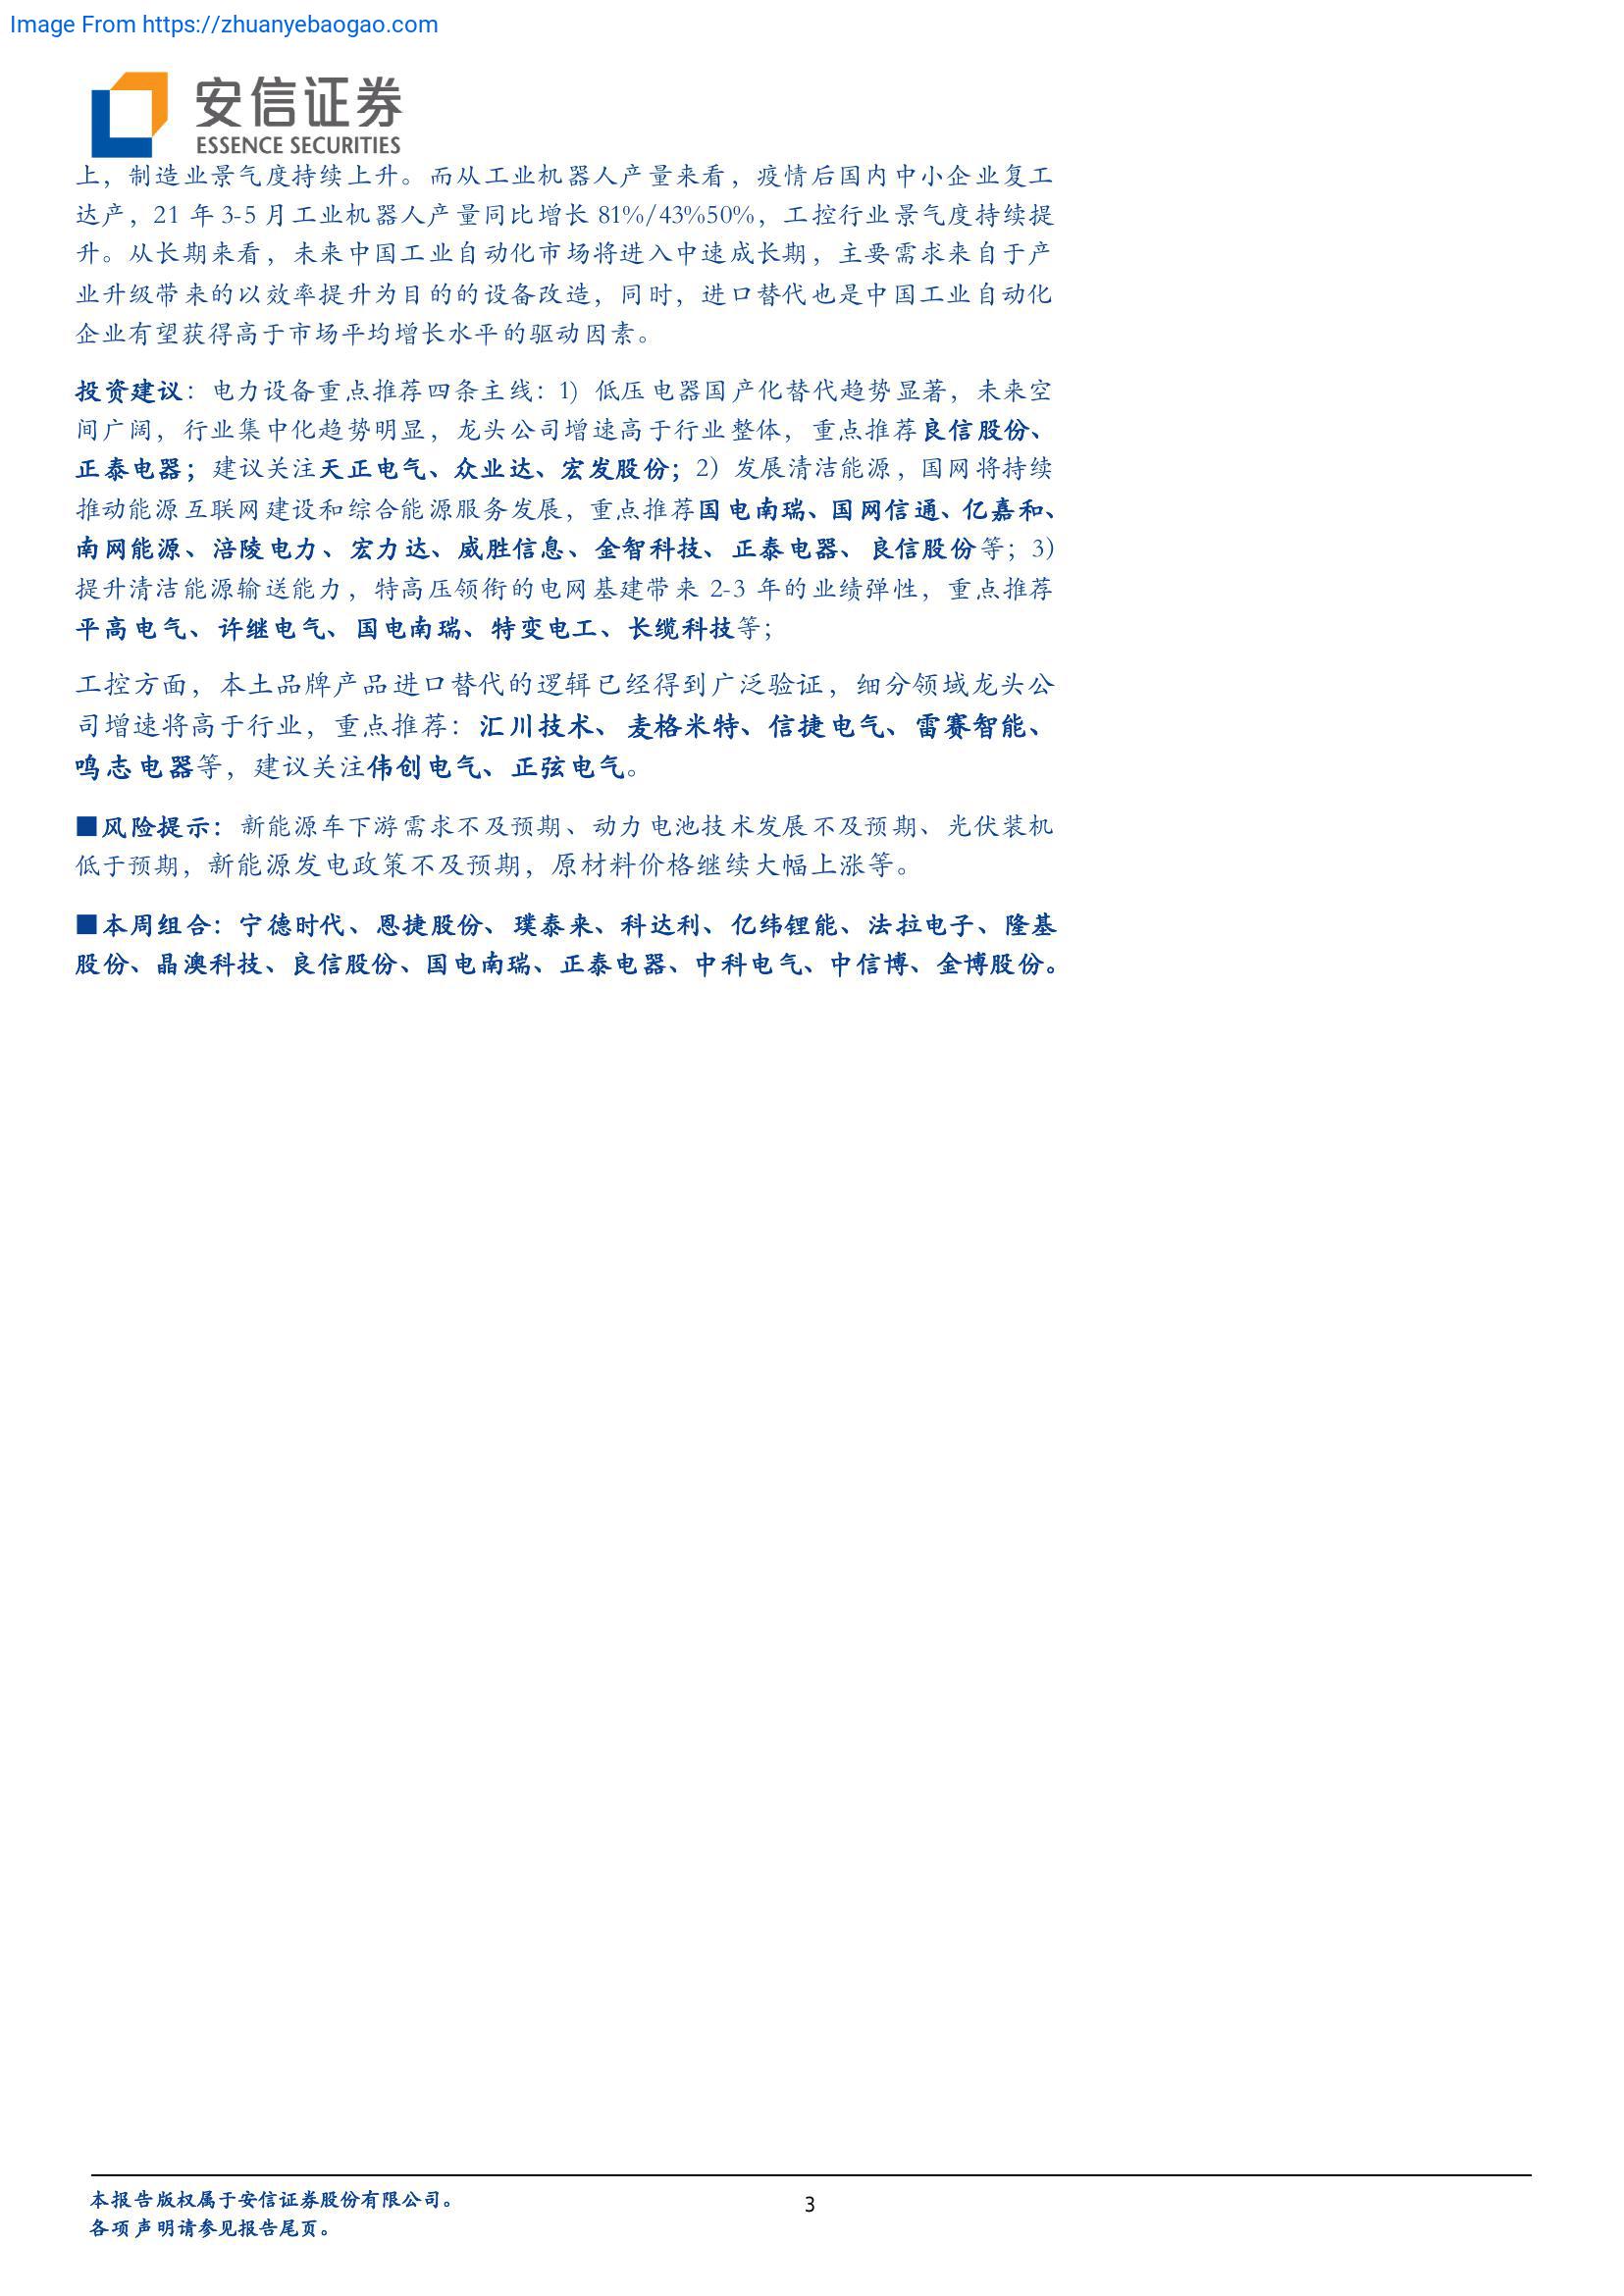 Image From https://zhuanyebaogao.com
安信证券
ESSENCE SECURITIES
上，制造业景气度持续上升。而从工业机器人产量来看，疫情后国内中小企业复工
达产，21 年 3-5 月工业机器人产量同比增长 81%/43%50%，工控行业景气度持续提
升。从长期来看，未来中国工业自动化市场将进入中速成长期，主要需求来自于产
业升级带来的以效率提升为目的的设备改造，同时，进口替代也是中国工业自动化
企业有望获得高于市场平均增长水平的驱动因素。
投资建议：电力设备重点推荐四条主线：1）低压电器国产化替代趋势显著，未来空
间广阔，行业集中化趋势明显，龙头公司增速高于行业整体，重点推荐良信股份、
正泰电器；建议关注天正电气、众业达、宏发股份；2）发展清洁能源，国网将持续
推动能源互联网建设和综合能源服务发展，重点推荐国电南瑞、国网信通、亿嘉和、
南网能源、涪陵电力、宏力达、威胜信息、金智科技、正泰电器、良信股份等；3）
提升清洁能源输送能力，特高压领衔的电网基建带来 2-3 年的业绩弹性，重点推荐
平高电气、许继电气、国电南瑞、特变电工、长缆科技等；
工控方面，本土品牌产品进口替代的逻辑已经得到广泛验证，细分领域龙头公
司增速将高于行业，重点推荐：汇川技术、麦格米特、信捷电气、雷赛智能、
鸣志电器等，建议关注伟创电气、正弦电气。
■风险提示：新能源车下游需求不及预期、动力电池技术发展不及预期、光伏装机
低于预期，新能源发电政策不及预期，原材料价格继续大幅上涨等。
■本周组合：宁德时代、恩捷股份、璞泰来、科达利、亿纬锂能、法拉电子、隆基
股份、晶澳科技、良信股份、国电南瑞、正泰电器、中科电气、中信博、金博股份。
本报告版权属于安信证券股份有限公司。
3
各项声明请参见报告尾页。